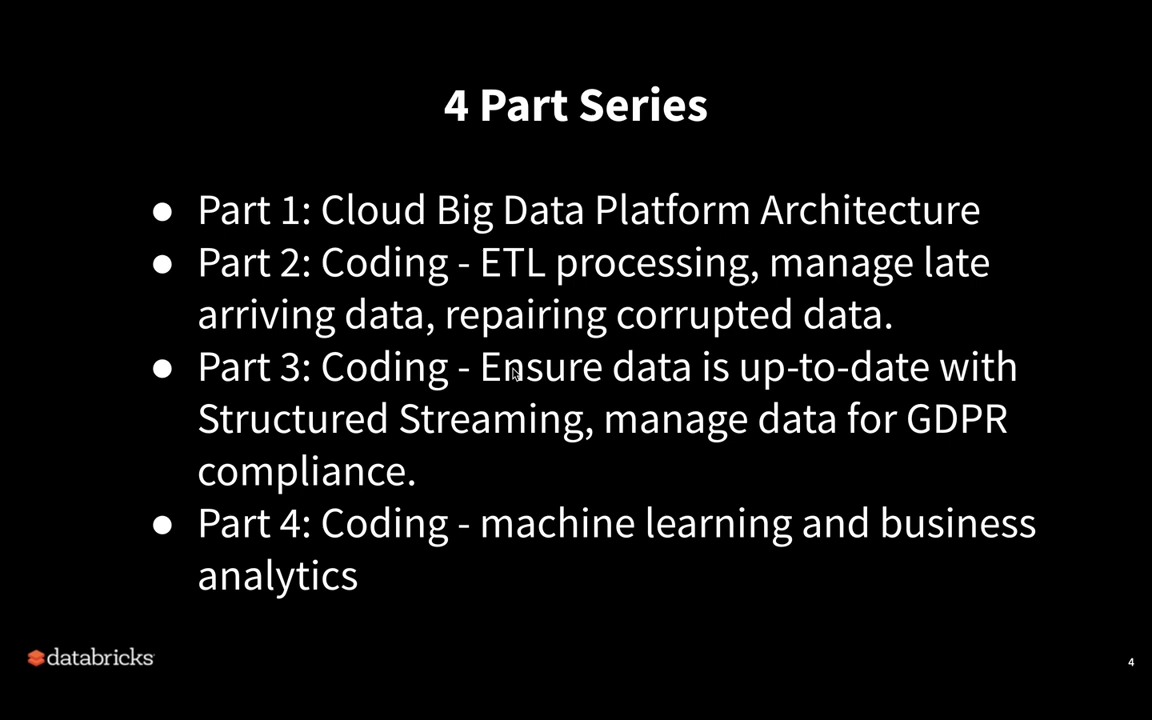 4 Part Series
● Part 1: Cloud Big Data Platform Architecture
● Part 2: Coding - ETL processing, manage late
arriving data, repairing corrupted data.
● Part 3: Coding - Ensure data is up-to-date with
Structured Streaming, manage data for GDPR
compliance.
● Part 4: Coding - machine learning and business
analytics
databricks
4